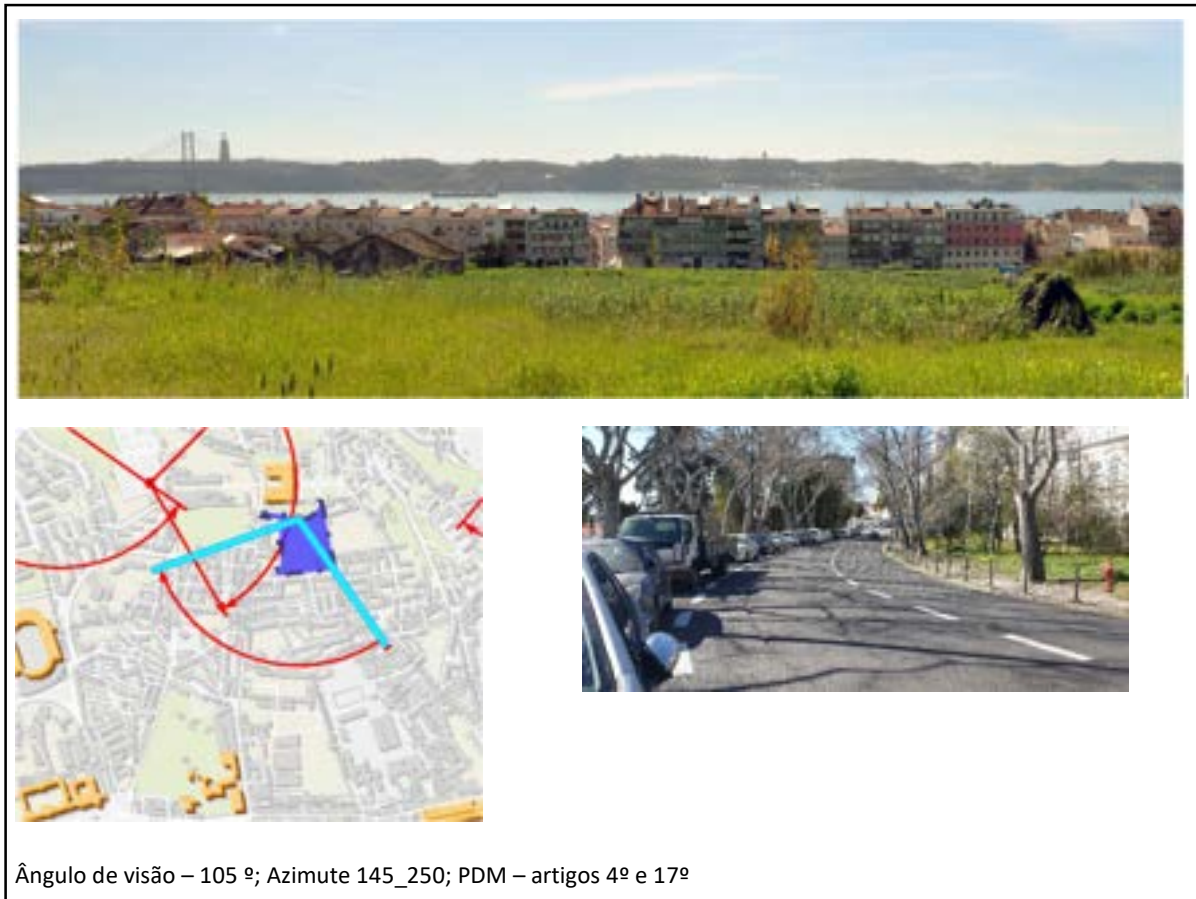 Ângulo de visão – 105 º; Azimute 145_250; PDM – artigos 4º e 17º